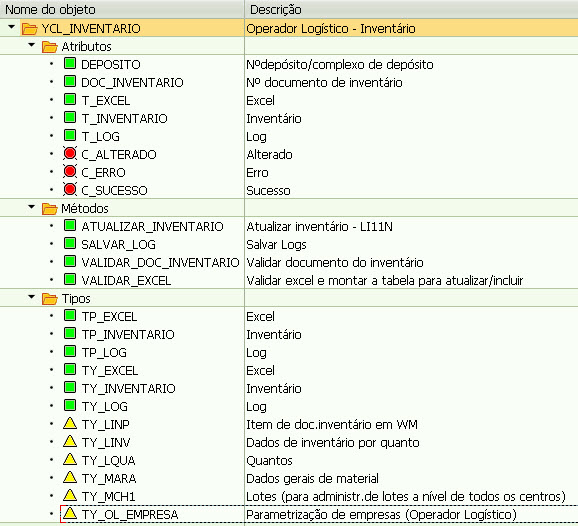 Nome do objeto Descrição
YCL_INVENTARIO Operador Logístico - Inventário
Atributos
DEPOSITO Nºdepósito/complexo de depósito
DOC_INVENTARIO Nº documento de inventário
T_EXCEL Excel
T_INVENTARIO Inventário
T_LOG Log
C_ALTERADO Alterado
C_ERRO Erro
C_SUCESSO Sucesso
Métodos
ATUALIZAR_INVENTARIO Atualizar inventário - LI11N
SALVAR_LOG Salvar Logs
VALIDAR_DOC_INVENTARIO Validar documento do inventário
VALIDAR_EXCEL Validar excel e montar a tabela para atualizar/incluir
Tipos
TP_EXCEL Excel
TP_INVENTARIO Inventário
TP_LOG Log
TY_EXCEL Excel
TY_INVENTARIO Inventário
TY_LOG Log
TY_LINP Item de doc.inventário em WM
TY_LINV Dados de inventário por quanto
TY_LQUA Quantos
TY_MARA Dados gerais de material
TY_MCH1 Lotes (para administr.de lotes a nível de todos os centros)
TY_OL_EMPRESA Parametrização de empresas (Operador Logístico)